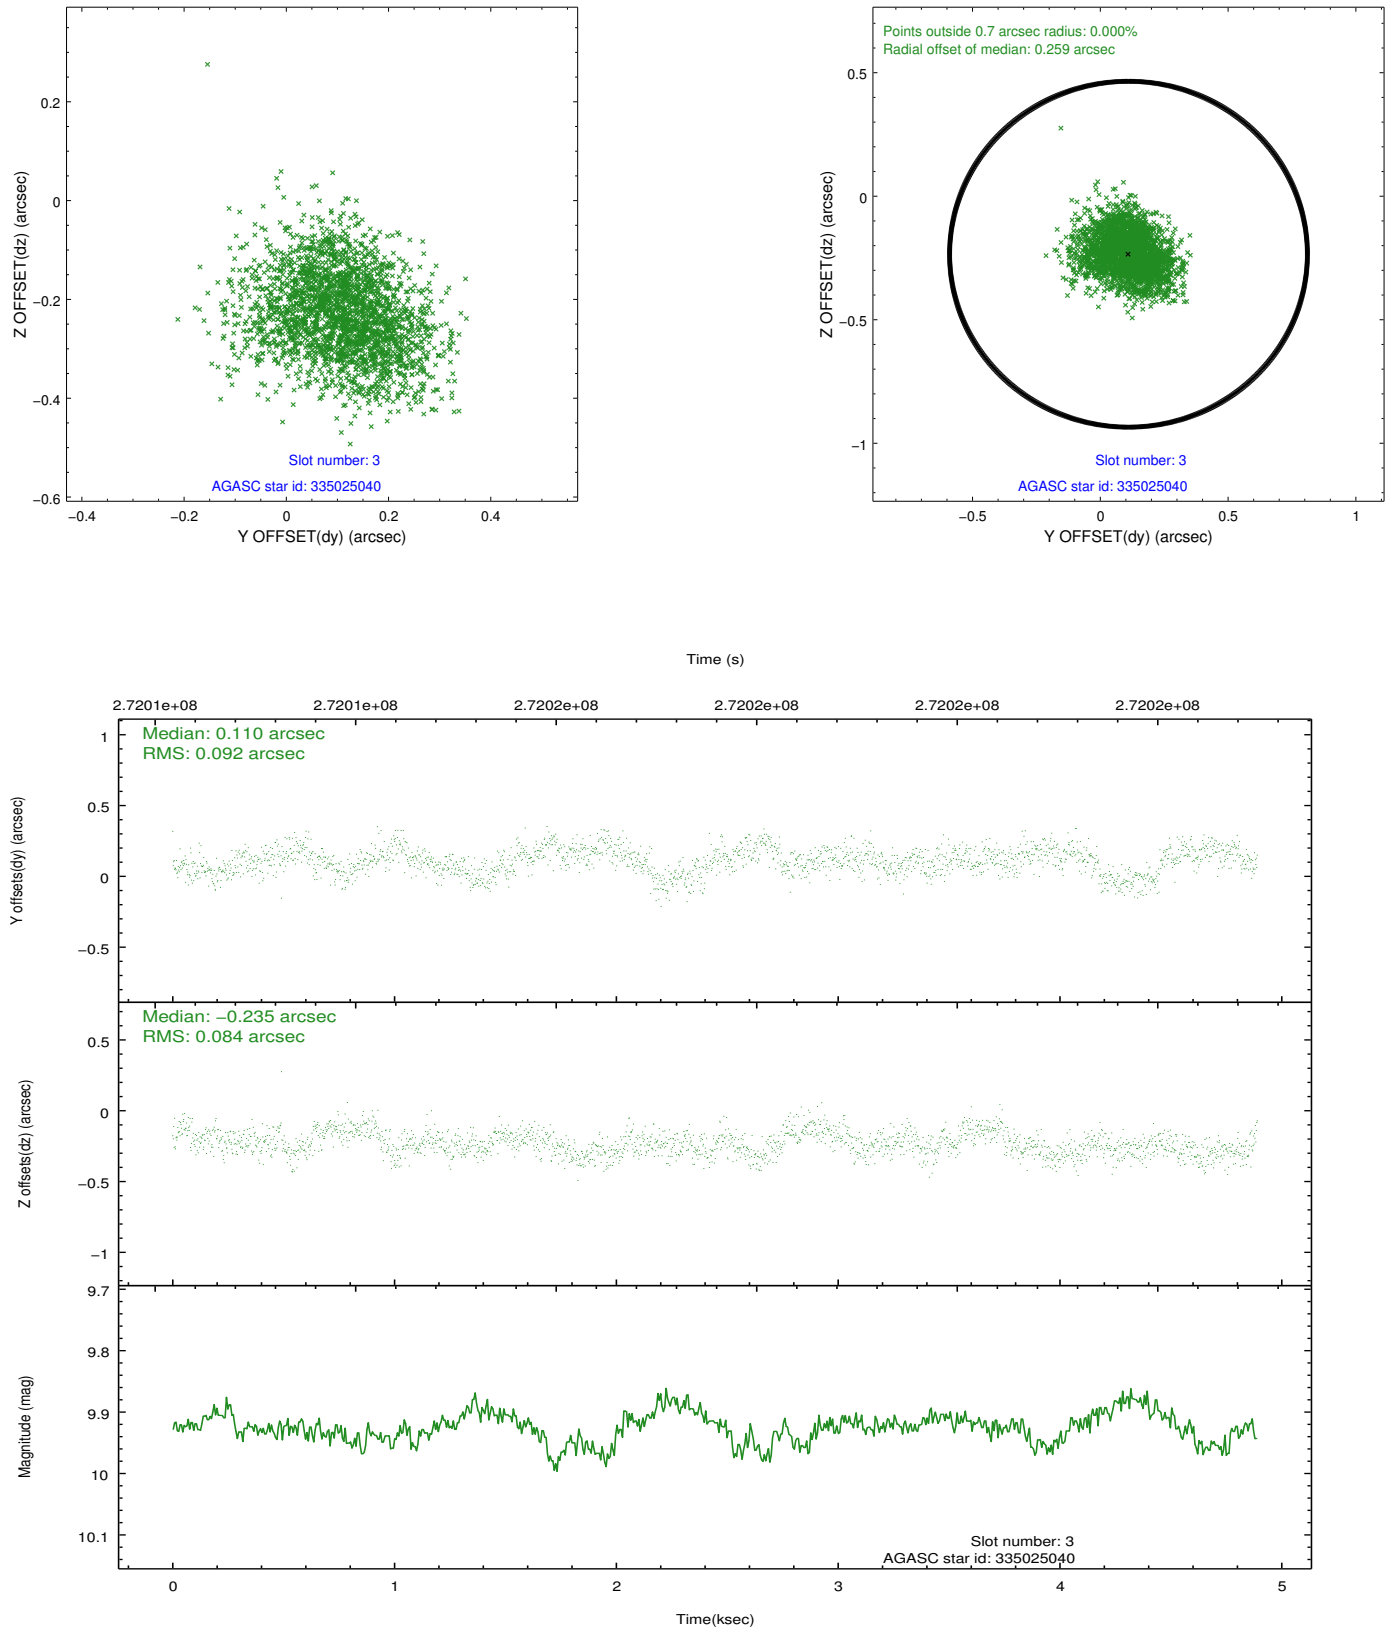 0.2
0
−0.2
−0.4
−0.6
Z OFFSET(dz) (arcsec)
Slot number: 3
AGASC star id: 335025040
−0.4 −0.2 0 0.2 0.4
Y OFFSET(dy) (arcsec)
Points outside 0.7 arcsec radius: 0.000%
Radial offset of median: 0.259 arcsec
0.5
0
−0.5
−1
Z OFFSET(dz) (arcsec)
Slot number: 3
AGASC star id: 335025040
−0.5 0 0.5 1
Y OFFSET(dy) (arcsec)
Time (s)
2.7201e+08 2.7201e+08 2.7202e+08 2.7202e+08 2.7202e+08 2.7202e+08
Median: 0.110 arcsec
RMS: 0.092 arcsec
1
0.5
0
−0.5
Y offsets(dy) (arcsec)
Median: −0.235 arcsec
RMS: 0.084 arcsec
0.5
0
−0.5
−1
Z offsets(dz) (arcsec)
9.7
9.8
9.9
10
10.1
Magnitude (mag)
Slot number: 3
AGASC star id: 335025040
0 1 2 3 4 5
Time(ksec)